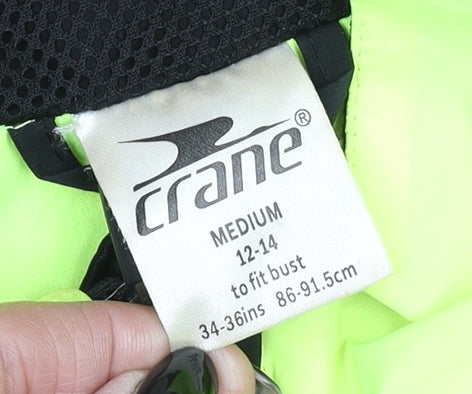 crane®
MEDIUM
12-14
to fit bust
34-36ins 86-91.5cm